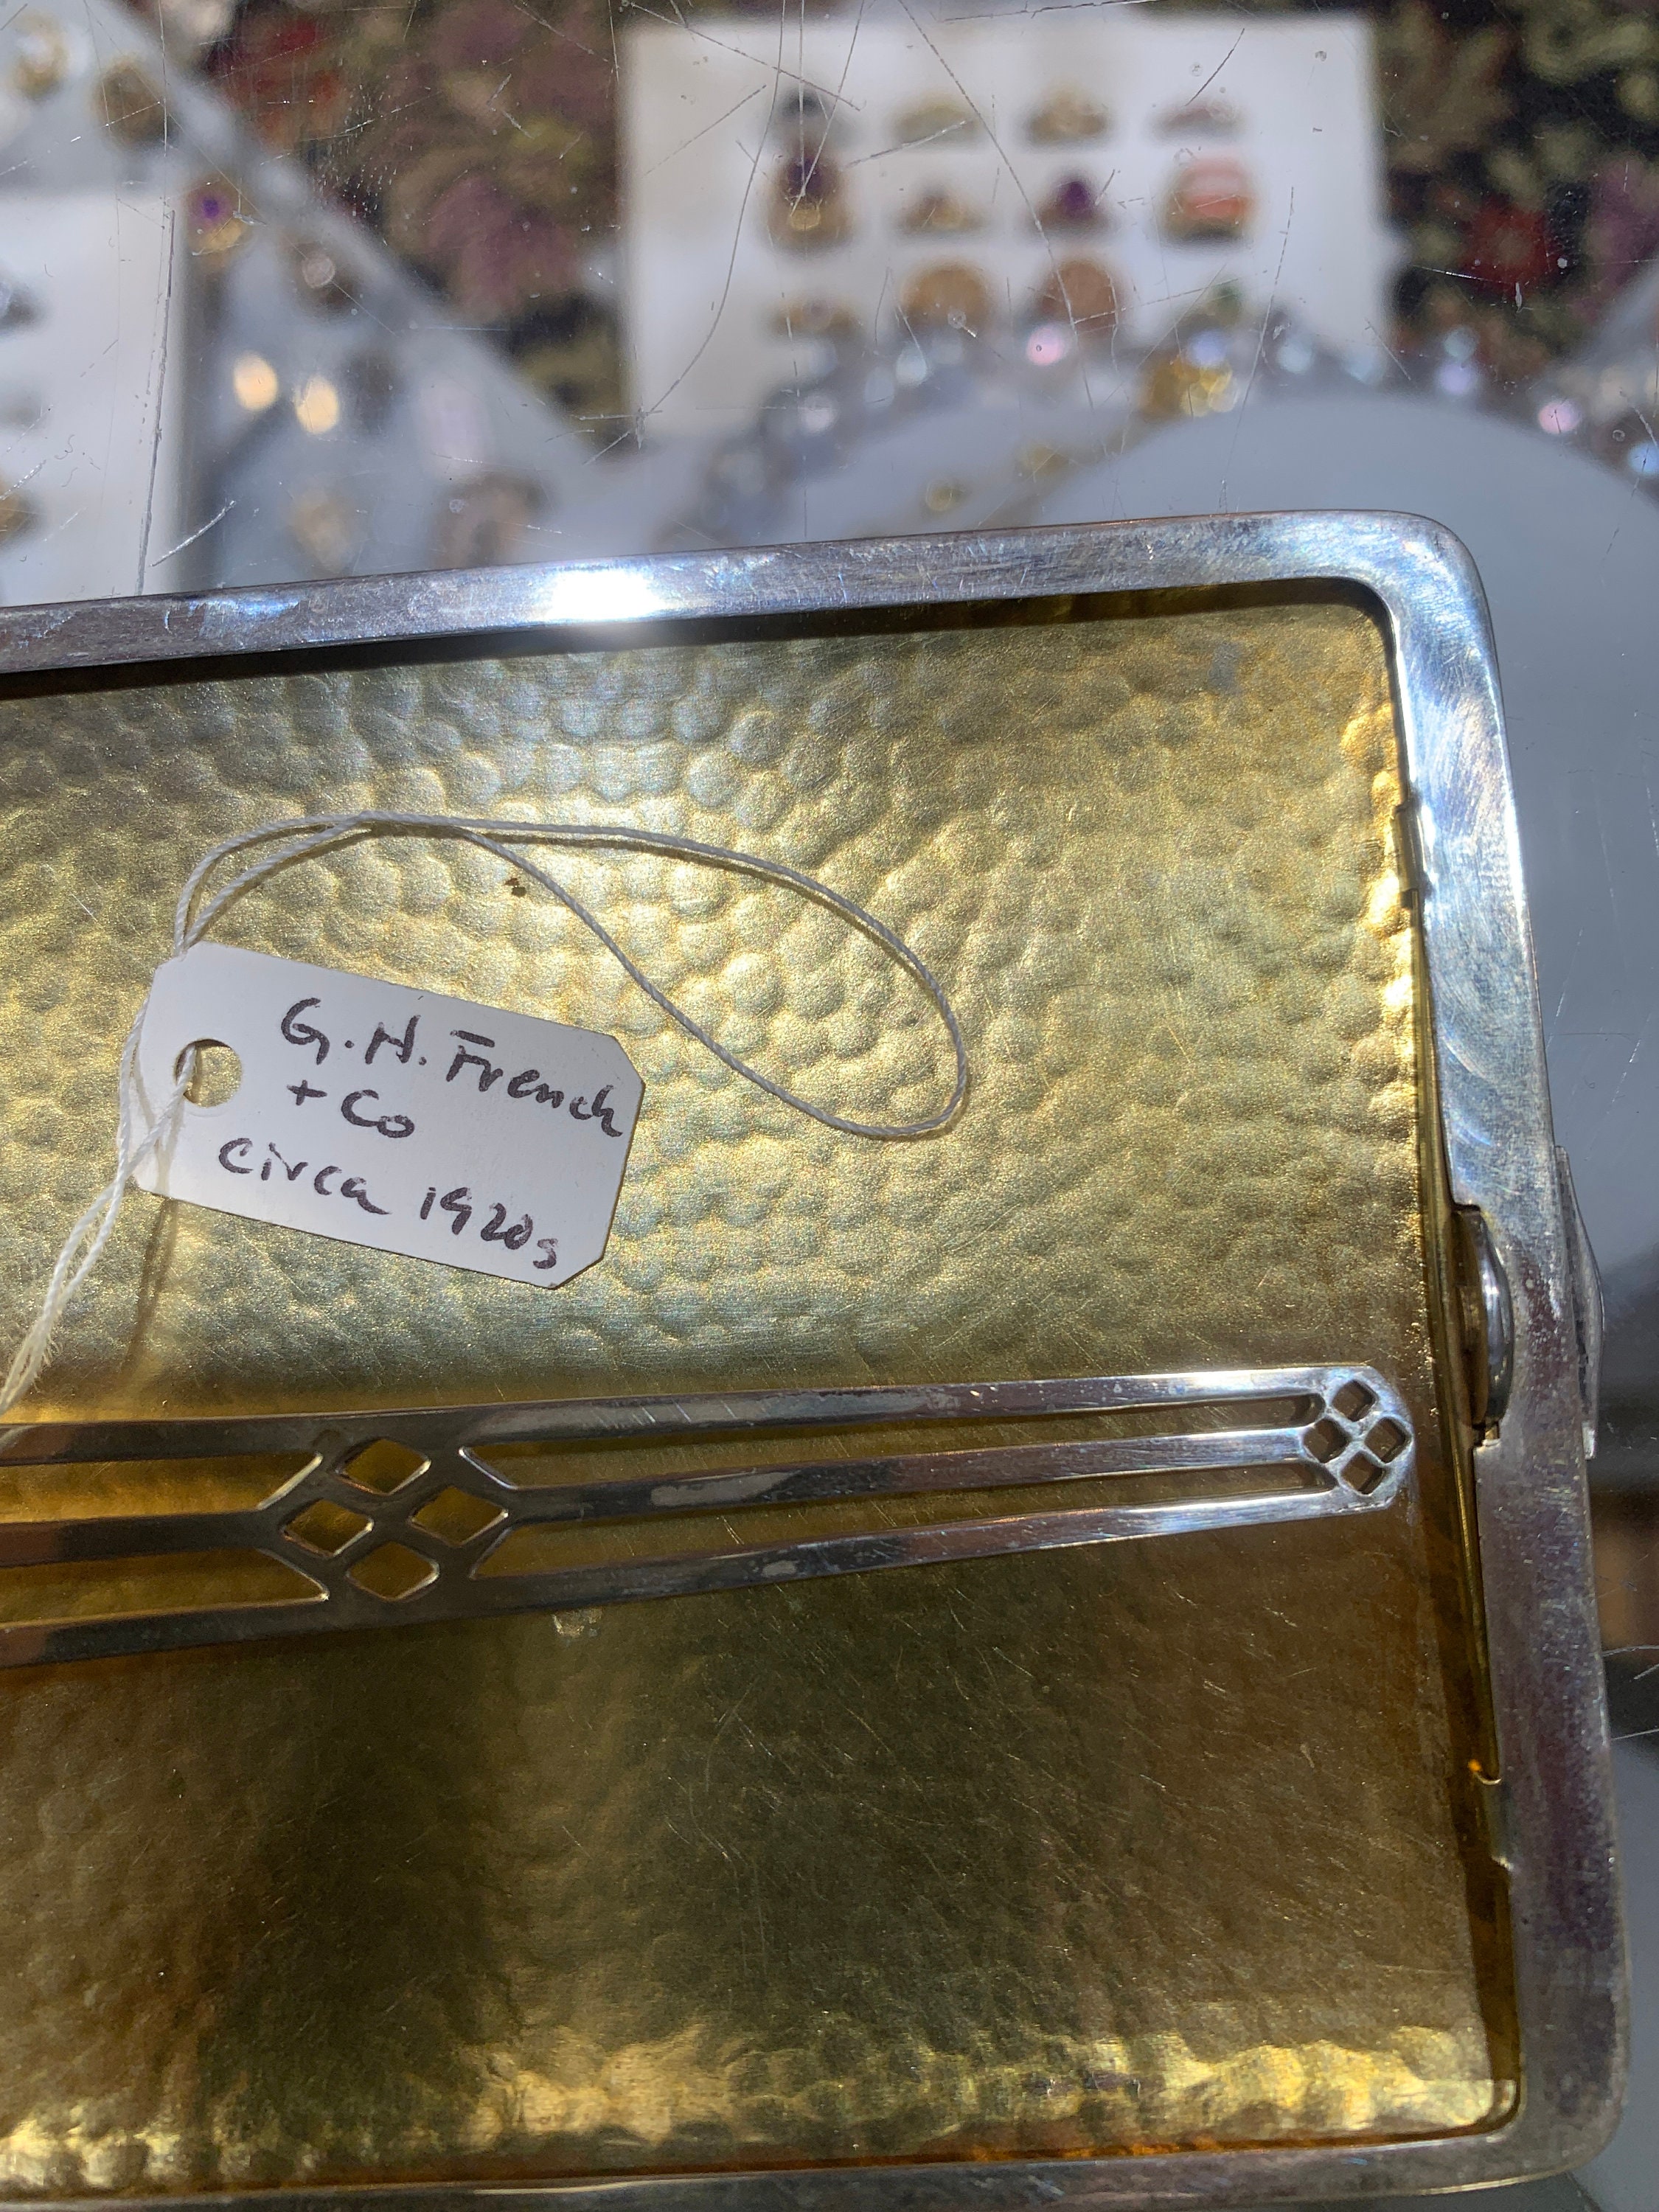 G.H. French
+ Co
circa 1920s